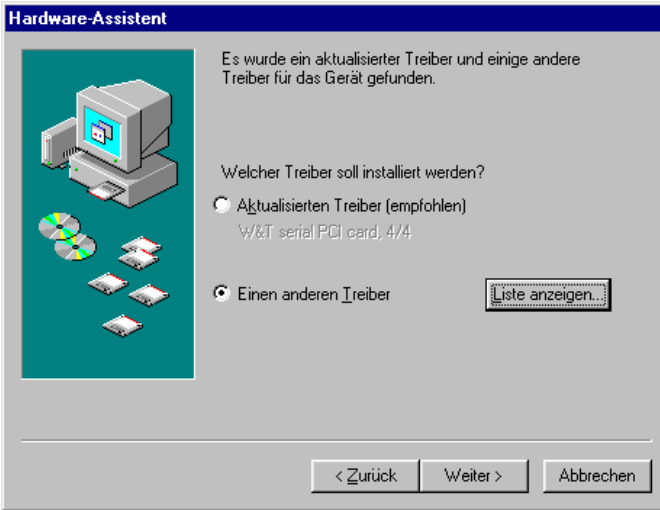 Hardware-Assistent
Es wurde ein aktualisierter Treiber und einige andere
Treiber für das Gerät gefunden.
Welcher Treiber soll installiert werden?
Aktualisierten Treiber (empfohlen)
W&T serial PCI card, 4/4
Einen anderen Treiber
Liste anzeigen...
< Zurück
Weiter >
Abbrechen